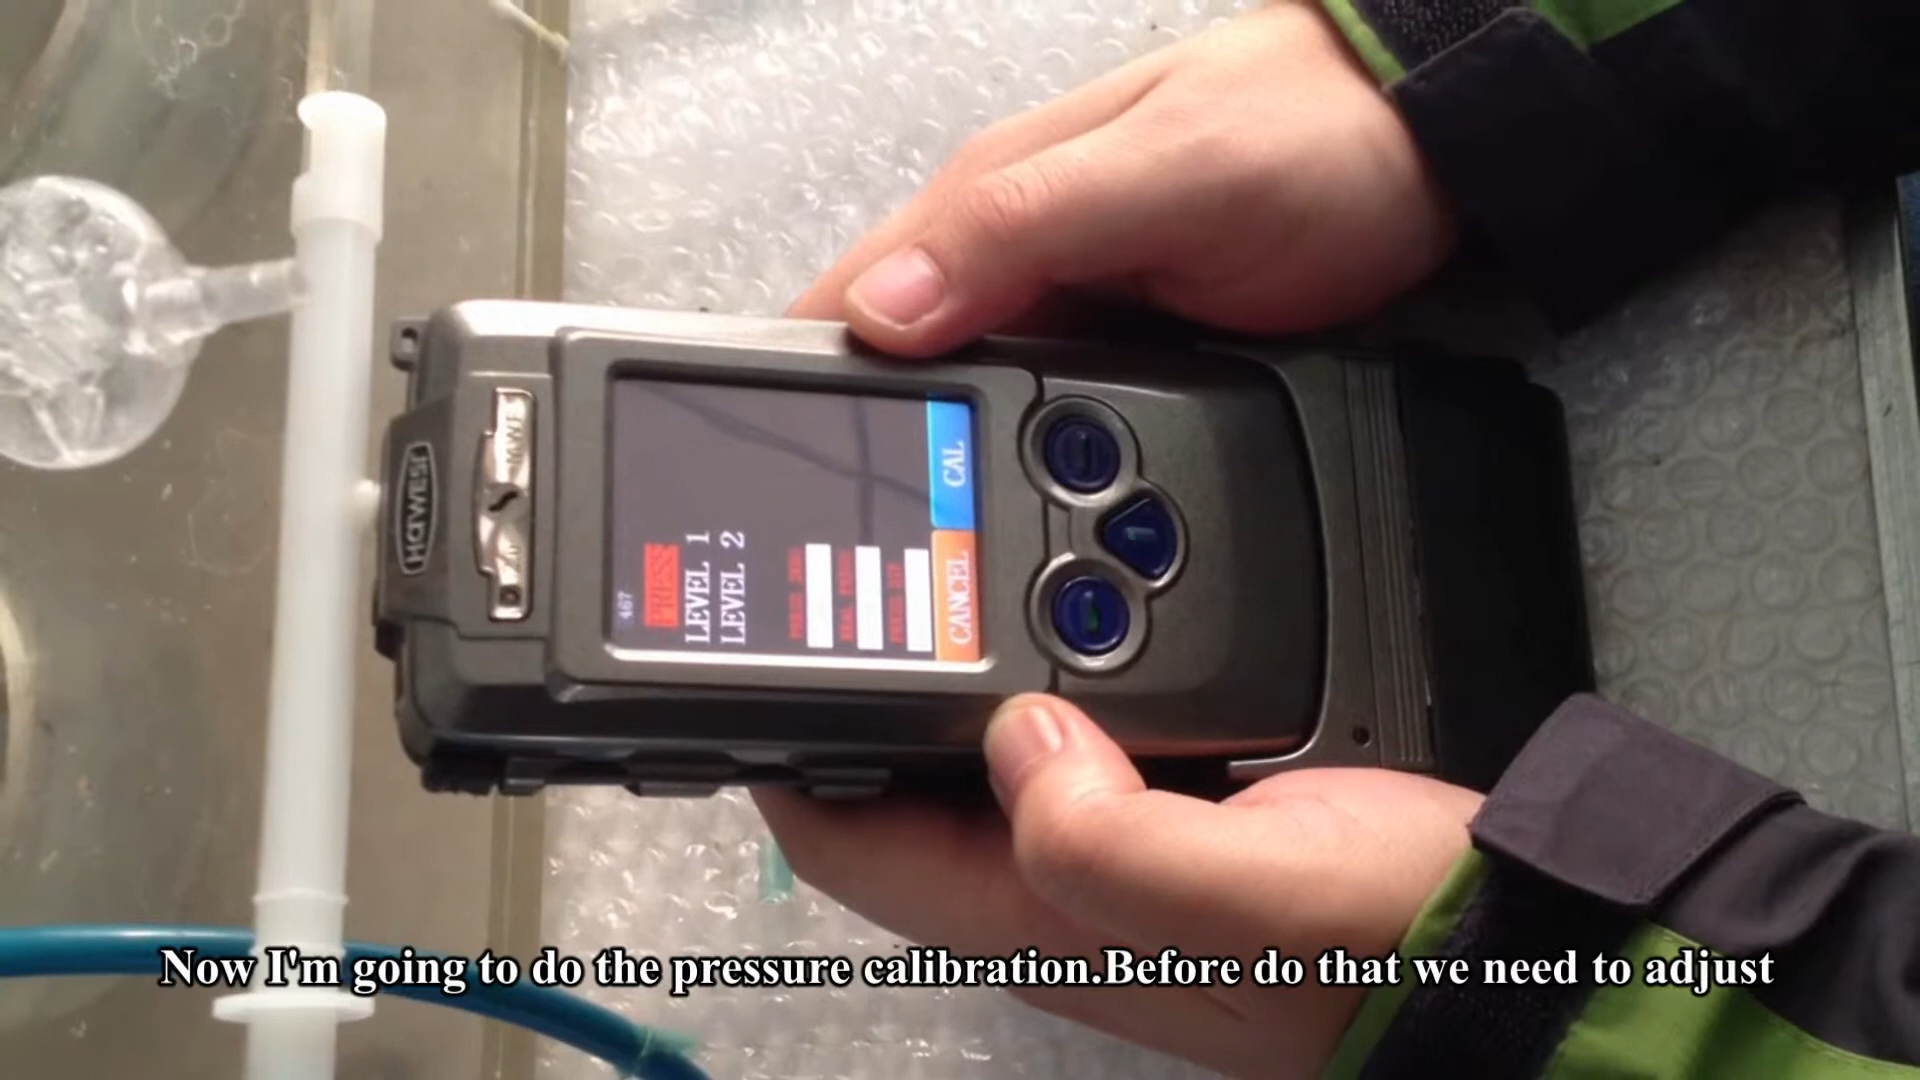 HaNWEI
467
PRESS
LEVEL 1
LEVEL 2
CANCEL CAL
Now I'm going to do the pressure calibration.Before do that we need to adjust